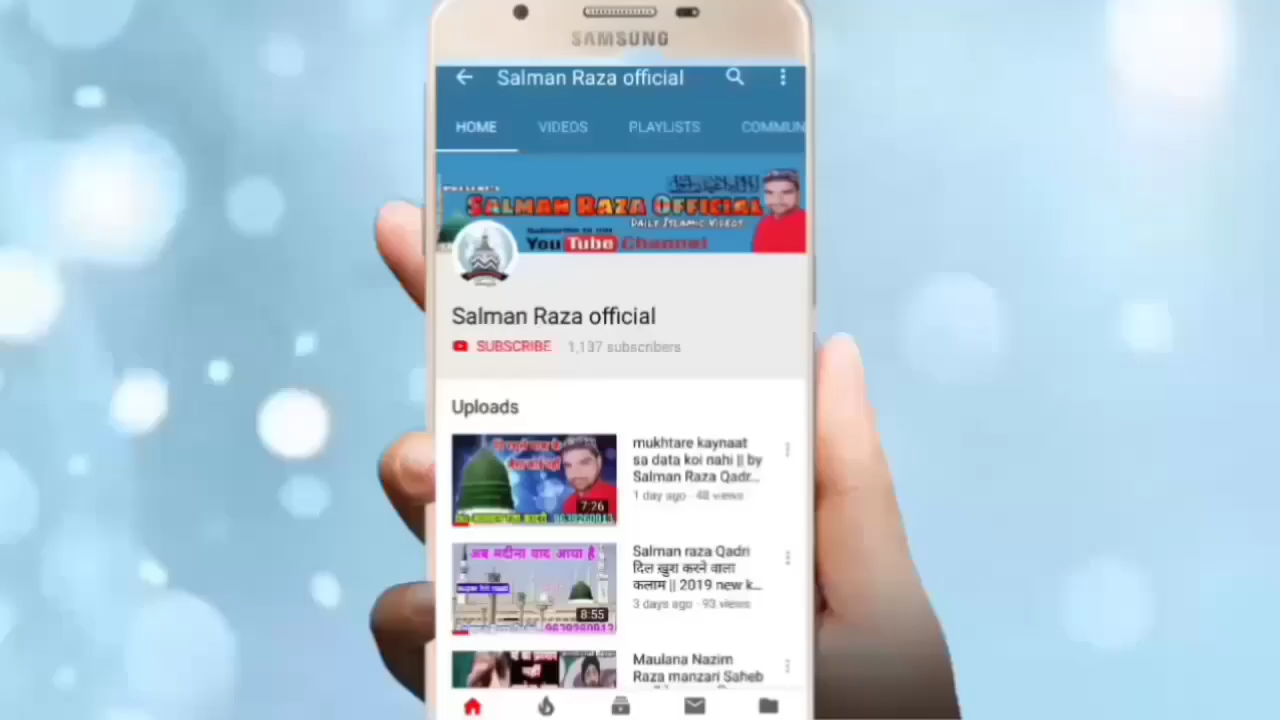 SAMSUNG
Salman Raza official
HOME VIDEOS PLAYLISTS COMMUN
SALMAN RAZA OFFICIAL
DAILY ISLAMIC VIDEOS
Subscribe to my
YouTube Channel
Salman Raza official
SUBSCRIBE 1,137 subscribers
Uploads
7:26
mukhtare kaynaat
sa data koi nahi || by
Salman Raza Qadr...
1 day ago · 48 views
अब मदीना याद आया है
8:55
Salman raza Qadri
दिल खुश करने वाला
कलाम || 2019 new k...
3 days ago · 93 views
Maulana Nazim
Raza manzari Saheb